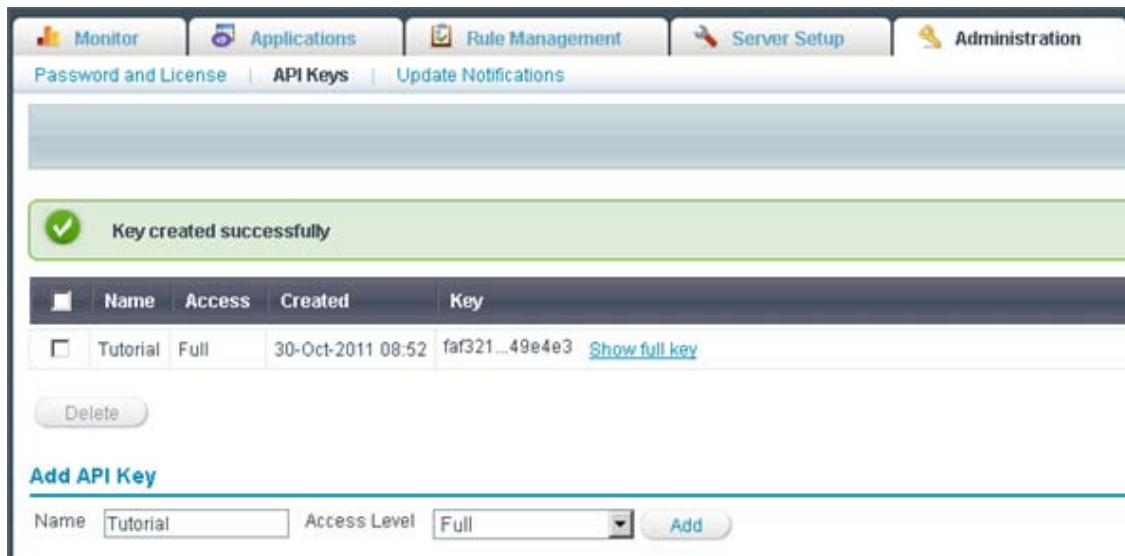 Monitor Applications Rule Management Server Setup Administration
Password and License | API Keys | Update Notifications
Key created successfully
Name Access Created Key
Tutorial Full 30-Oct-2011 08:52 faf321...49e4e3 Show full key
Delete
Add API Key
Name Tutorial Access Level Full Add